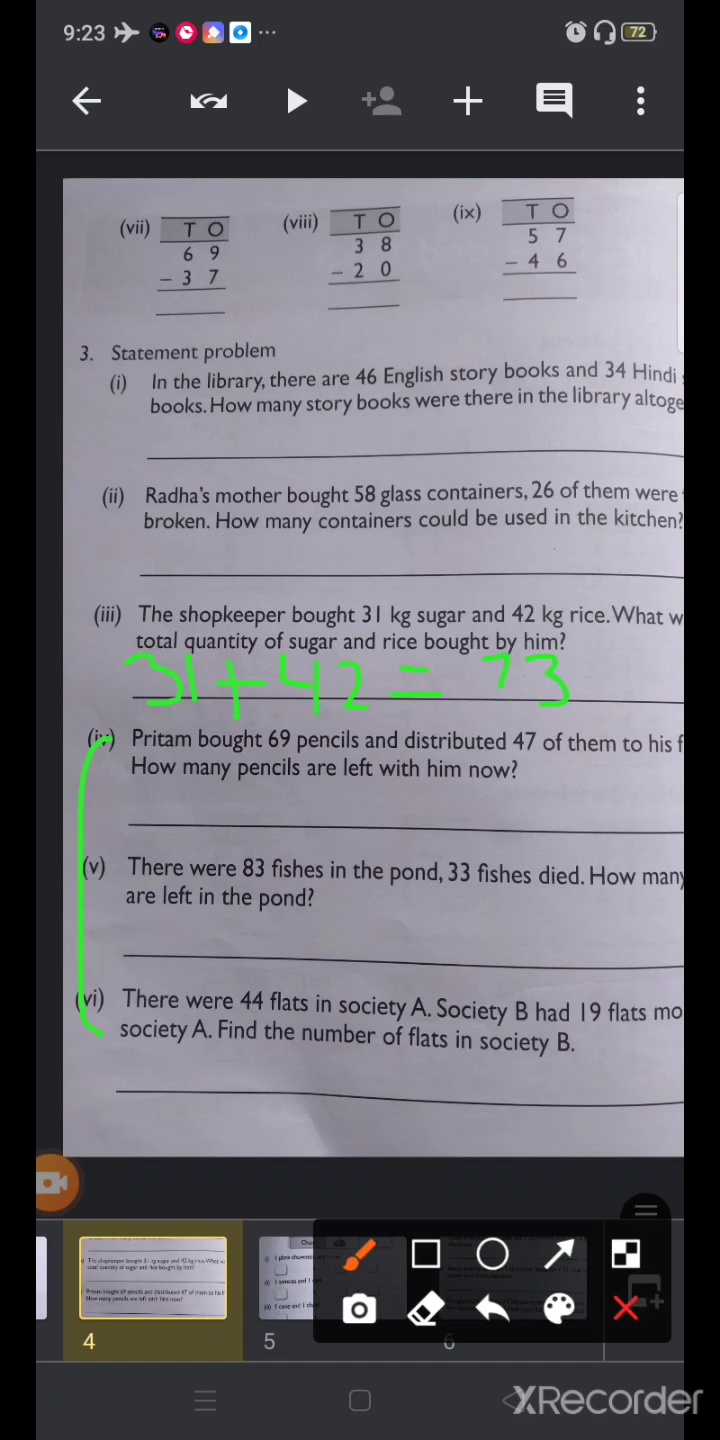 9:23 72
(vii) T O (viii) T O (ix) T O
6 9 3 8 5 7
- 3 7 - 2 0 - 4 6
3. Statement problem
(i) In the library, there are 46 English story books and 34 Hindi
books. How many story books were there in the library altoge
(ii) Radha's mother bought 58 glass containers, 26 of them were
broken. How many containers could be used in the kitchen?
(iii) The shopkeeper bought 31 kg sugar and 42 kg rice. What w
total quantity of sugar and rice bought by him?
31 + 42 = 73
(iv) Pritam bought 69 pencils and distributed 47 of them to his f
How many pencils are left with him now?
(v) There were 83 fishes in the pond, 33 fishes died. How many
are left in the pond?
(vi) There were 44 flats in society A. Society B had 19 flats mo
society A. Find the number of flats in society B.
4 5 6
XRecorder